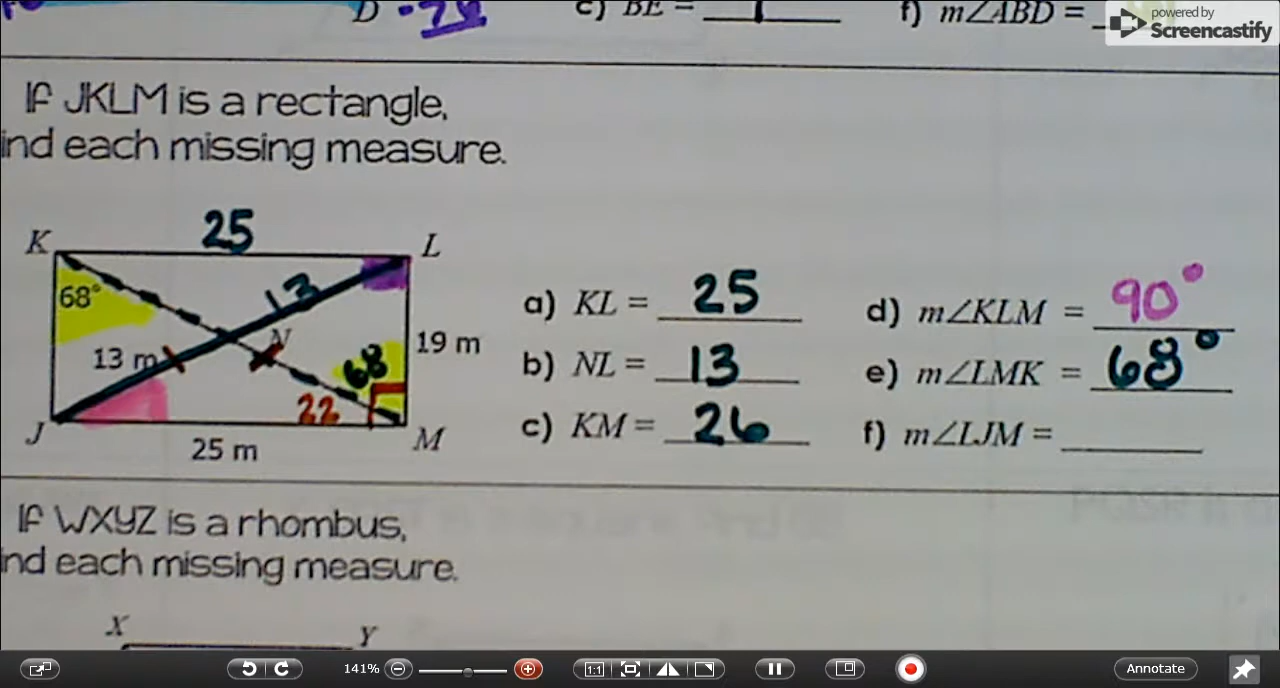 D -78 c) BE = f) m∠ABD =
powered by
Screencastify
If JKLM is a rectangle,
ind each missing measure.
25
K L
68° 13
13 m N 68 19 m
22
J M
25 m
a) KL = 25
b) NL = 13
c) KM = 26
d) m∠KLM = 90°
e) m∠LMK = 68°
f) m∠LJM =
If WXYZ is a rhombus,
ind each missing measure.
X Y
141% 1:1 Annotate